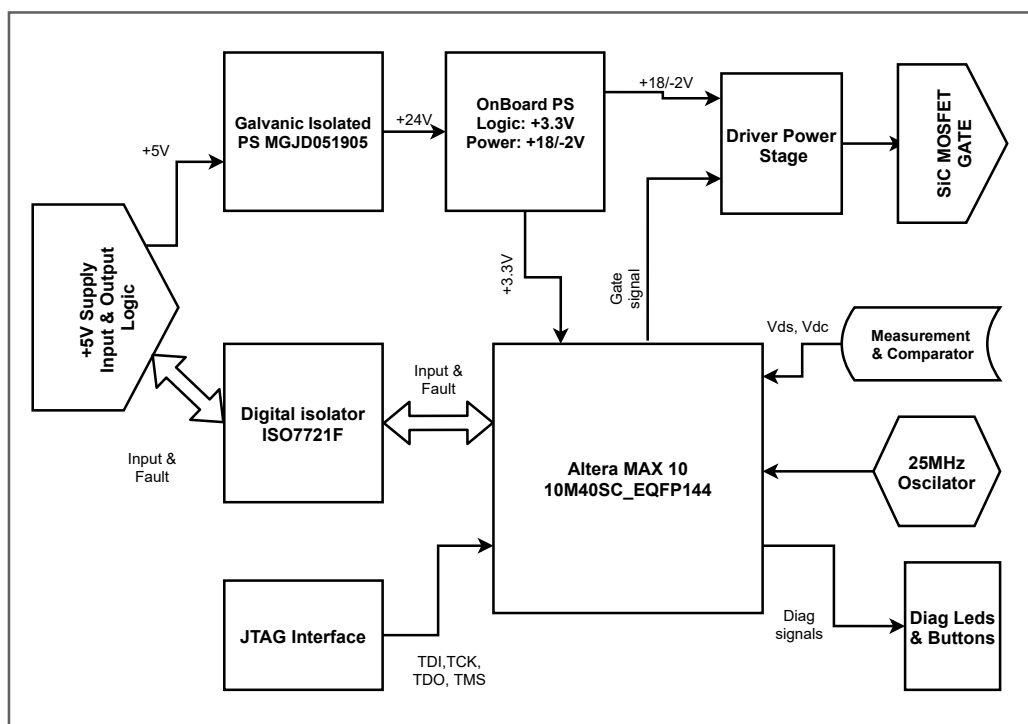 +5V Supply
Input & Output
Logic
+5V
Galvanic Isolated
PS MGJD051905
+24V
OnBoard PS
Logic: +3.3V
Power: +18/-2V
+18/-2V
Driver Power
Stage
SiC MOSFET
GATE
+3.3V
Gate
signal
Input &
Fault
Digital isolator
ISO7721F
Input &
Fault
Altera MAX 10
10M40SC_EQFP144
Vds, Vdc
Measurement
& Comparator
25MHz
Oscilator
JTAG Interface
TDI,TCK,
TDO, TMS
Diag
signals
Diag Leds
& Buttons